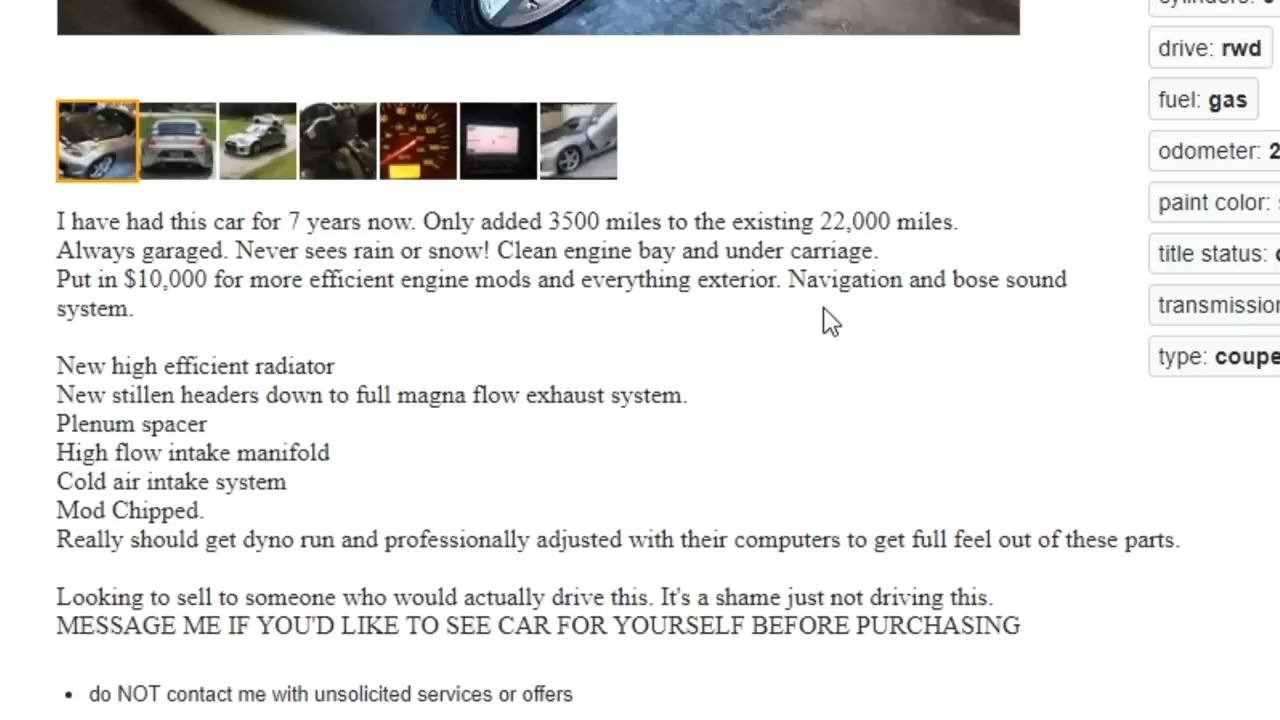 drive: rwd
fuel: gas
odometer: 2
paint color:
title status:
transmission
type: coupe
I have had this car for 7 years now. Only added 3500 miles to the existing 22,000 miles.
Always garaged. Never sees rain or snow! Clean engine bay and under carriage.
Put in $10,000 for more efficient engine mods and everything exterior. Navigation and bose sound
system.
New high efficient radiator
New stillen headers down to full magna flow exhaust system.
Plenum spacer
High flow intake manifold
Cold air intake system
Mod Chipped.
Really should get dyno run and professionally adjusted with their computers to get full feel out of these parts.
Looking to sell to someone who would actually drive this. It's a shame just not driving this.
MESSAGE ME IF YOU'D LIKE TO SEE CAR FOR YOURSELF BEFORE PURCHASING
• do NOT contact me with unsolicited services or offers